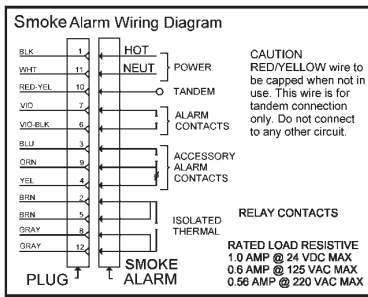 Smoke Alarm Wiring Diagram
BLK 1 HOT
WHT 11 NEUT POWER
RED-YEL 10 TANDEM
VIO 7
ALARM
VIO-BLK 6 CONTACTS
BLU 3
ORN 9 ACCESSORY
ALARM
YEL 4 CONTACTS
BRN 2
BRN 5 ISOLATED
GRAY 8 THERMAL
GRAY 12
PLUG SMOKE
ALARM
CAUTION
RED/YELLOW wire to
be capped when not in
use. This wire is for
tandem connection
only. Do not connect
to any other circuit.
RELAY CONTACTS
RATED LOAD RESISTIVE
1.0 AMP @ 24 VDC MAX
0.6 AMP @ 125 VAC MAX
0.56 AMP @ 220 VAC MAX